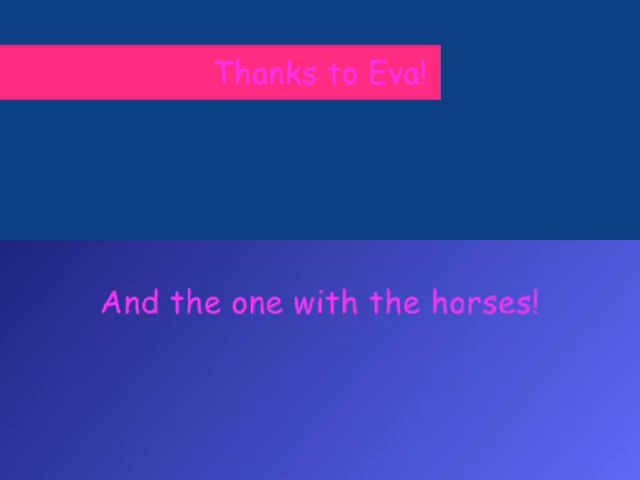 Thanks to Eva!
And the one with the horses!